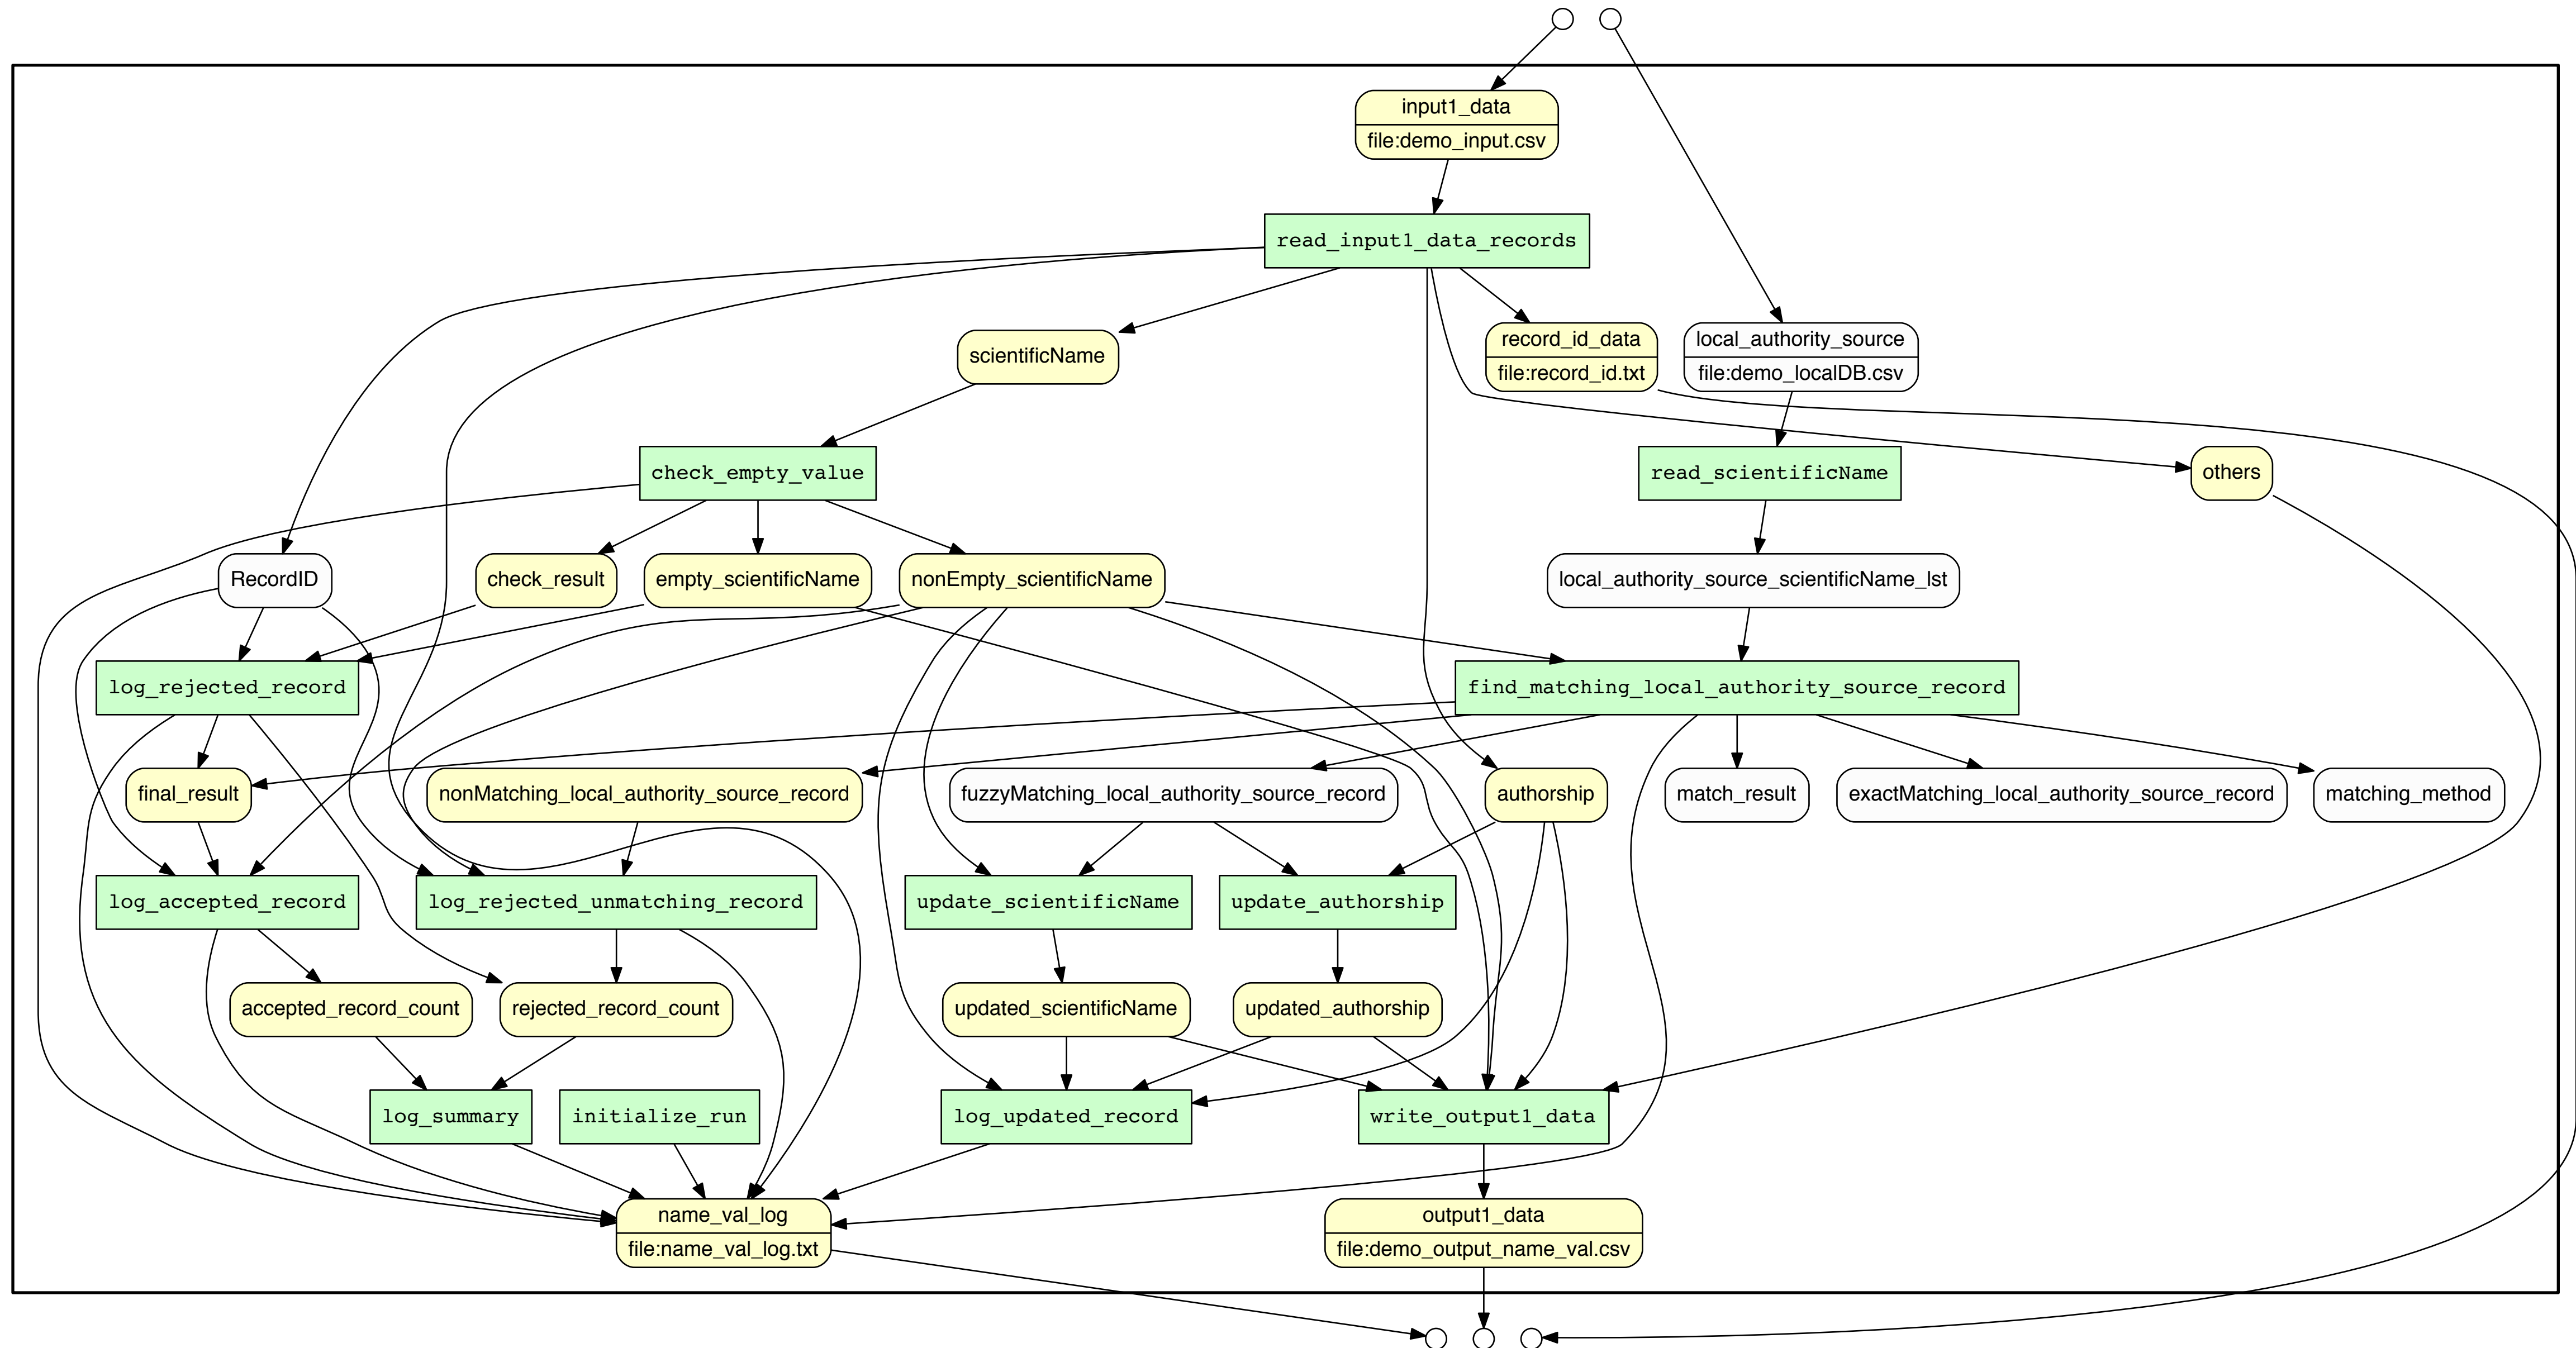 input1_data
file:demo_input.csv
read_input1_data_records
scientificName
record_id_data
file:record_id.txt
local_authority_source
file:demo_localDB.csv
check_empty_value
read_scientificName
others
RecordID
check_result
empty_scientificName
nonEmpty_scientificName
local_authority_source_scientificName_lst
log_rejected_record
find_matching_local_authority_source_record
final_result
nonMatching_local_authority_source_record
fuzzyMatching_local_authority_source_record
authorship
match_result
exactMatching_local_authority_source_record
matching_method
log_accepted_record
log_rejected_unmatching_record
update_scientificName
update_authorship
accepted_record_count
rejected_record_count
updated_scientificName
updated_authorship
log_summary
initialize_run
log_updated_record
write_output1_data
name_val_log
file:name_val_log.txt
output1_data
file:demo_output_name_val.csv